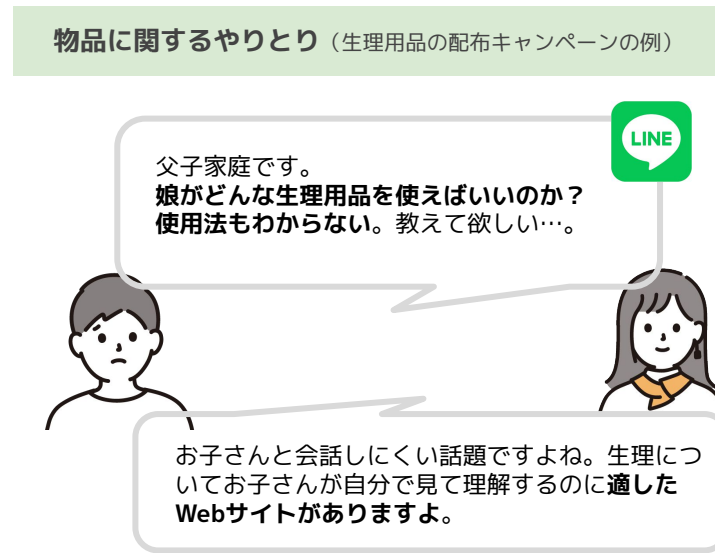 物品に関するやりとり（生理用品の配布キャンペーンの例）
LINE
父子家庭です。
娘がどんな生理用品を使えばいいのか？
使用法もわからない。教えて欲しい…。
お子さんと会話しにくい話題ですよね。生理につ
いてお子さんが自分で見て理解するのに適した
Webサイトがありますよ。